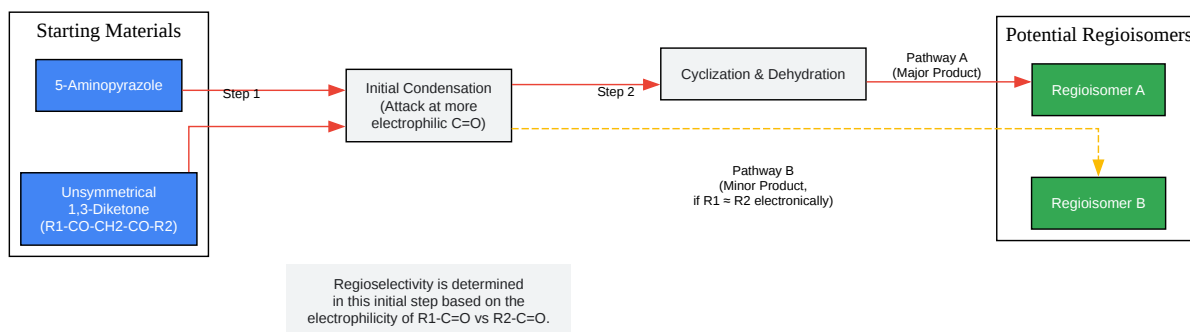 Starting Materials
5-Aminopyrazole
Unsymmetrical
1,3-Diketone
(R1-CO-CH2-CO-R2)
Step 1
Initial Condensation
(Attack at more
electrophilic C=O)
Step 2
Cyclization & Dehydration
Pathway A
(Major Product)
Pathway B
(Minor Product,
if R1 ≈ R2 electronically)
Potential Regioisomers
Regioisomer A
Regioisomer B
Regioselectivity is determined
in this initial step based on the
electrophilicity of R1-C=O vs R2-C=O.